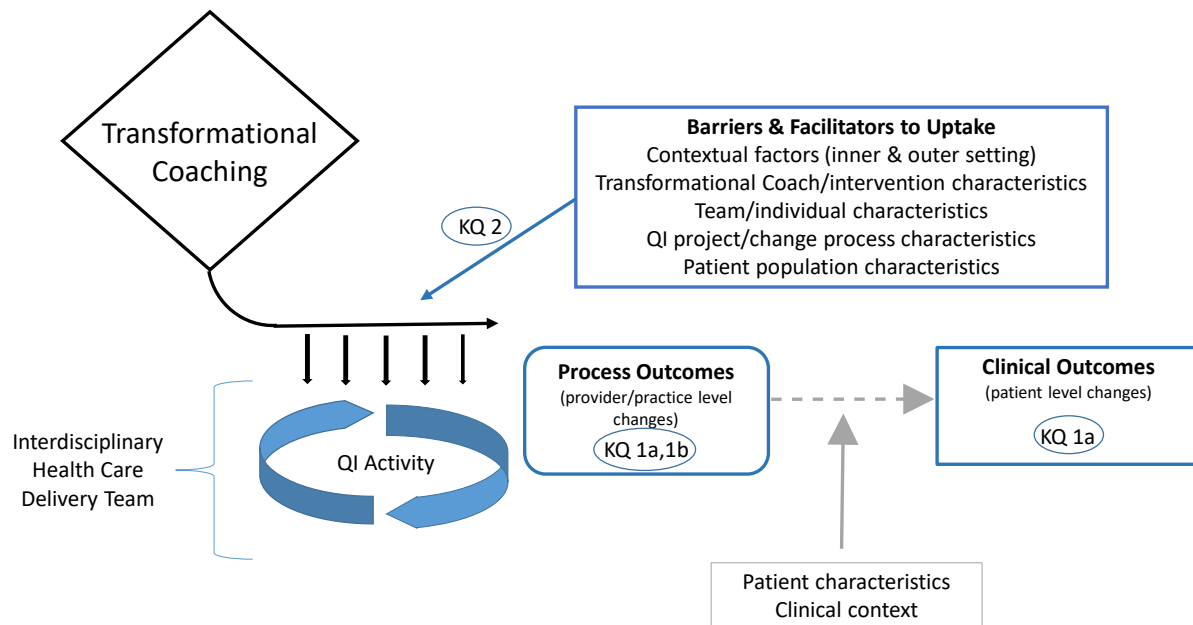 Transformational
Coaching
Barriers & Facilitators to Uptake
Contextual factors (inner & outer setting)
Transformational Coach/intervention characteristics
Team/individual characteristics
QI project/change process characteristics
Patient population characteristics
KQ 2
Process Outcomes
(provider/practice level
changes)
KQ 1a,1b
Clinical Outcomes
(patient level changes)
KQ 1a
Interdisciplinary
Health Care
Delivery Team
QI Activity
Patient characteristics
Clinical context